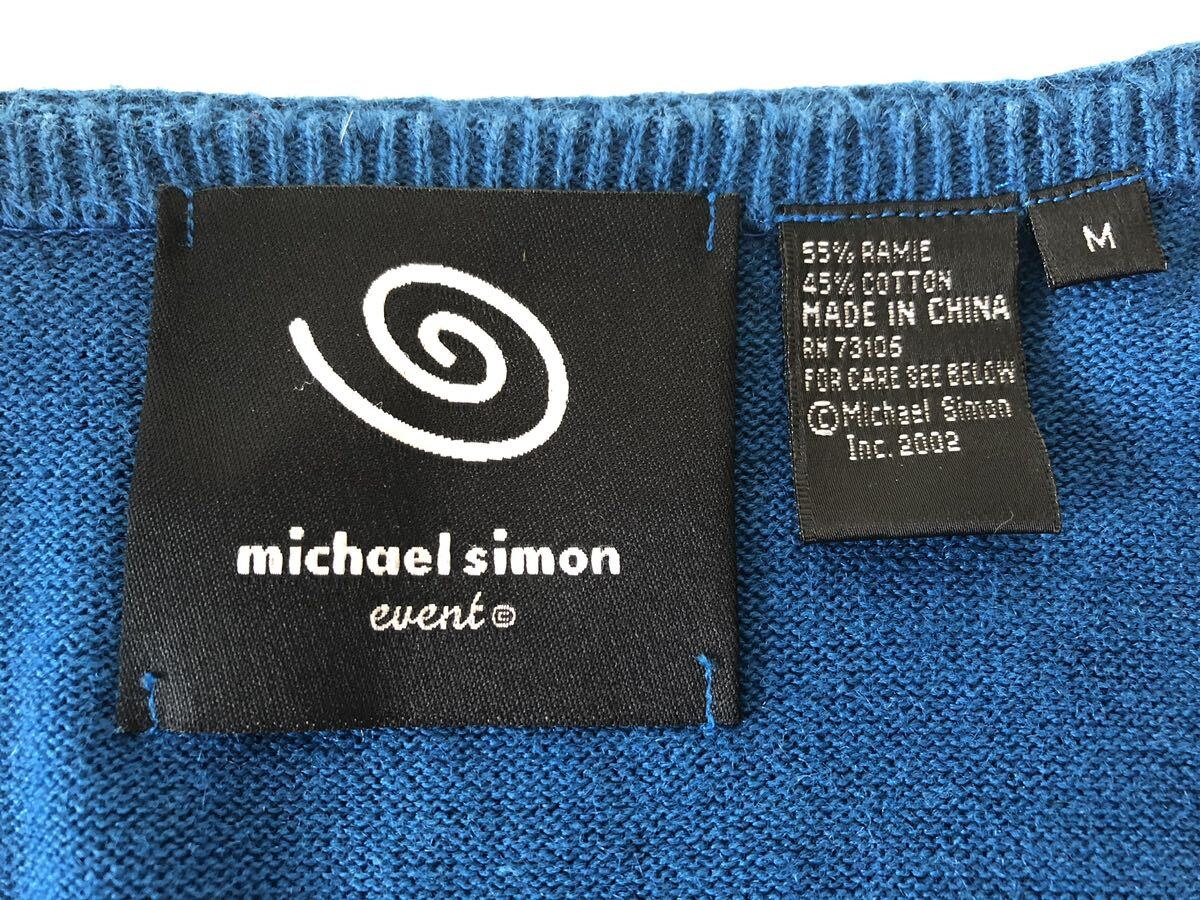 michael simon
event ©
55% RAMIE
45% COTTON
MADE IN CHINA
RN 73106
FOR CARE SEE BELOW
© Michael Simon
Inc. 2002
M